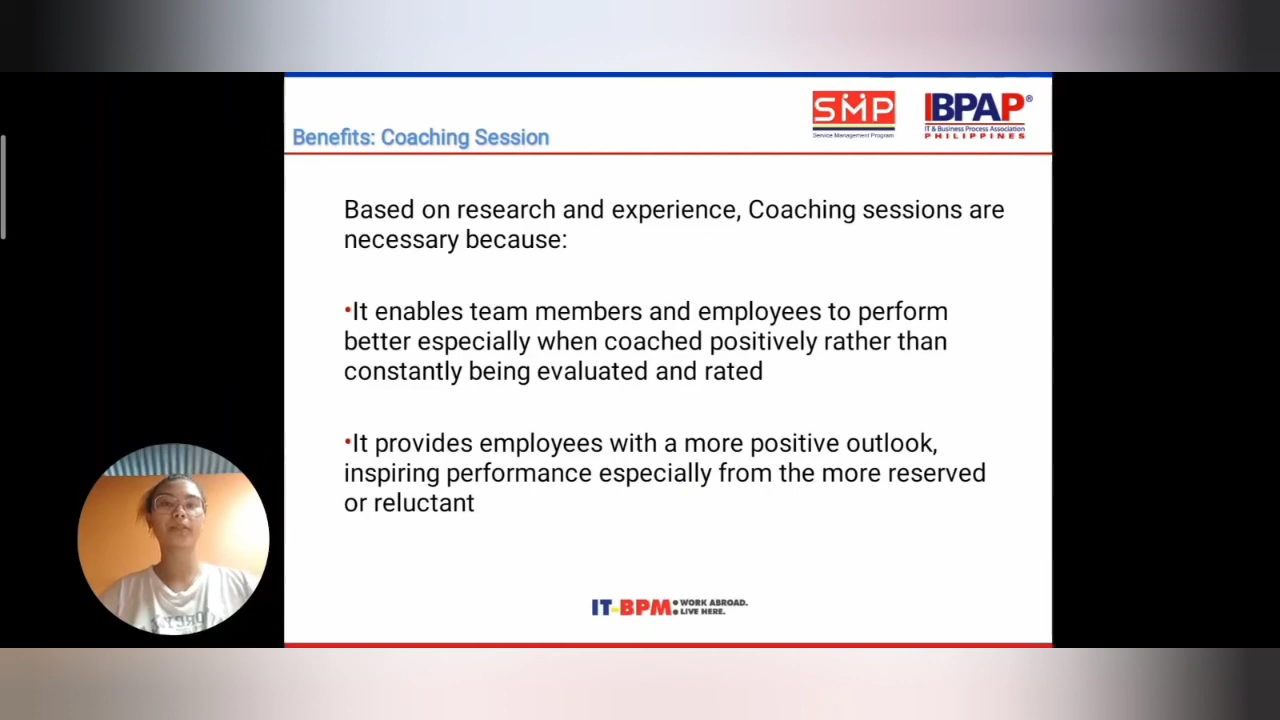 SMP
Service Management Program
IBPAP®
IT & Business Process Association
PHILIPPINES
Benefits: Coaching Session
Based on research and experience, Coaching sessions are
necessary because:
•It enables team members and employees to perform
better especially when coached positively rather than
constantly being evaluated and rated
•It provides employees with a more positive outlook,
inspiring performance especially from the more reserved
or reluctant
IT-BPM: WORK ABROAD.
LIVE HERE.